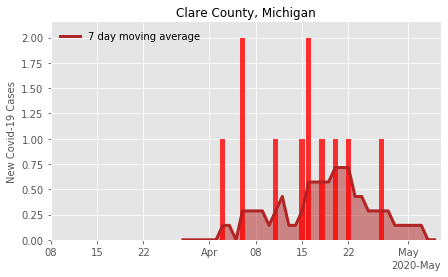 Clare County, Michigan
7 day moving average
New Covid-19 Cases
2.00
1.75
1.50
1.25
1.00
0.75
0.50
0.25
0.00
08 15 22 Apr 08 15 22 May
2020-May